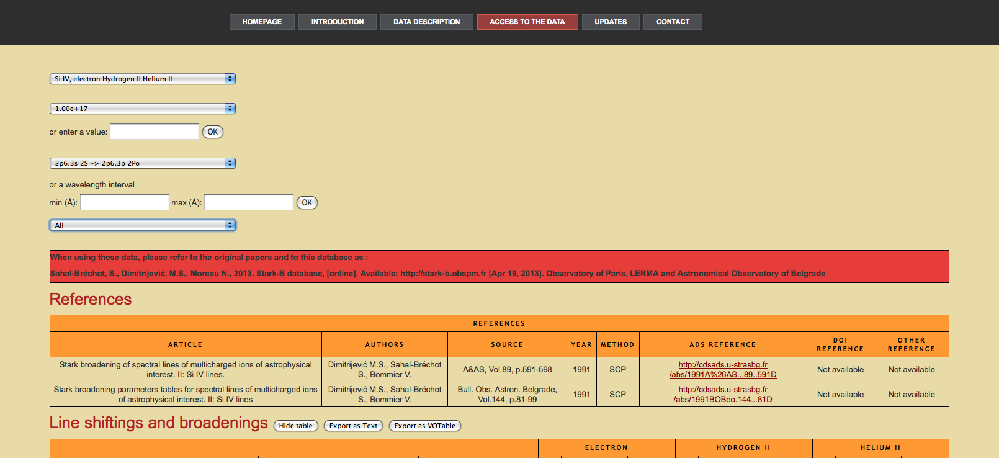 HOMEPAGE INTRODUCTION DATA DESCRIPTION ACCESS TO THE DATA UPDATES CONTACT
Si IV, electron Hydrogen II Helium II
1.00e+17
or enter a value: OK
2p6.3s 2S -> 2p6.3p 2Po
or a wavelength interval
min (Å): max (Å): OK
All
When using these data, please refer to the original papers and to this database as :
Sahal-Bréchot, S., Dimitrijević, M.S., Moreau N., 2013. Stark-B database, [online]. Available: http://stark-b.obspm.fr [Apr 19, 2013]. Observatory of Paris, LERMA and Astronomical Observatory of Belgrade
References
REFERENCES
ARTICLE AUTHORS SOURCE YEAR METHOD ADS REFERENCE DOI REFERENCE OTHER REFERENCE
Stark broadening of spectral lines of multicharged ions of astrophysical
interest. II: Si IV lines.
Dimitrijević M.S., Sahal-Bréchot
S., Bommier V.
A&AS, Vol.89, p.591-598
1991
SCP
http://cdsads.u-strasbg.fr
/abs/1991A%26AS...89..591D
Not available
Not available
Stark broadening parameters tables for spectral lines of multicharged ions
of astrophysical interest. II: Si IV lines
Dimitrijević M.S., Sahal-Bréchot
S., Bommier V.
Bull. Obs. Astron. Belgrade,
Vol.144, p.81-99
1991
SCP
http://cdsads.u-strasbg.fr
/abs/1991BOBeo.144...81D
Not available
Not available
Line shiftings and broadenings Hide table Export as Text Export as VOTable
ELECTRON HYDROGEN II HELIUM II